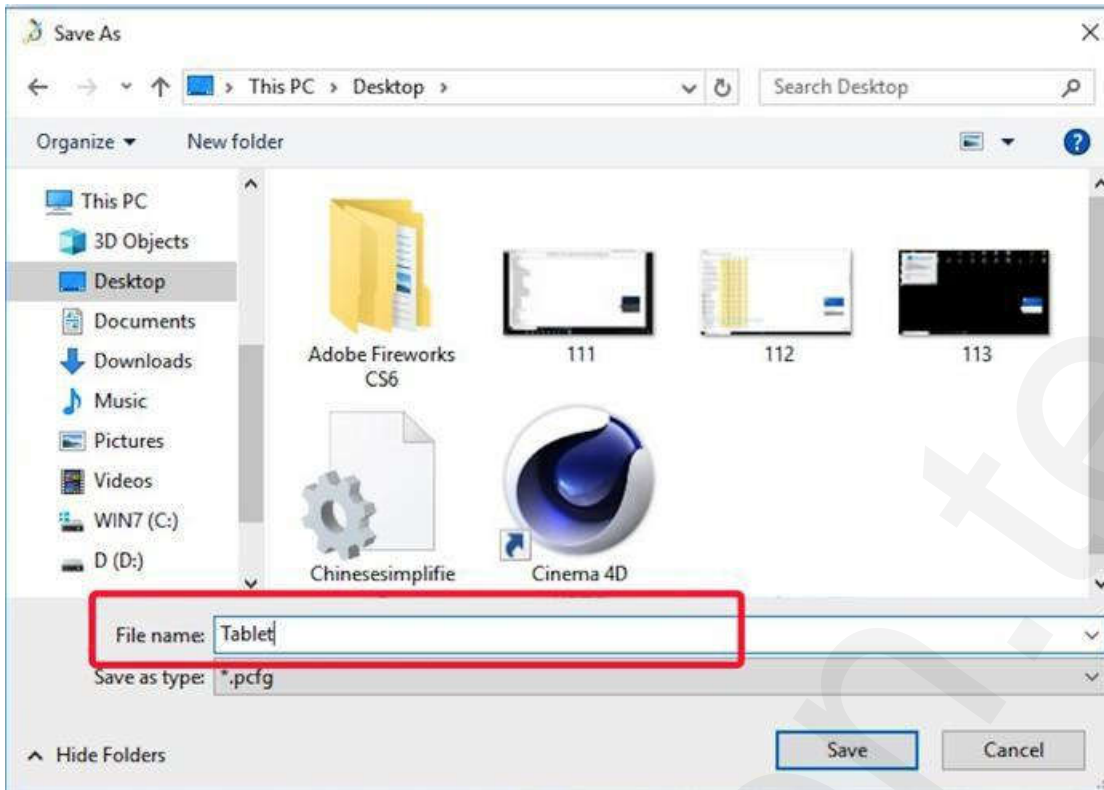 Save As
This PC > Desktop >
Search Desktop
Organize
New folder
This PC
3D Objects
Desktop
Documents
Downloads
Music
Pictures
Videos
WIN7 (C:)
D (D:)
Adobe Fireworks
CS6
111
112
113
Chinesesimplifie
Cinema 4D
File name: Tablet
Save as type: *.pcfg
Hide Folders
Save
Cancel